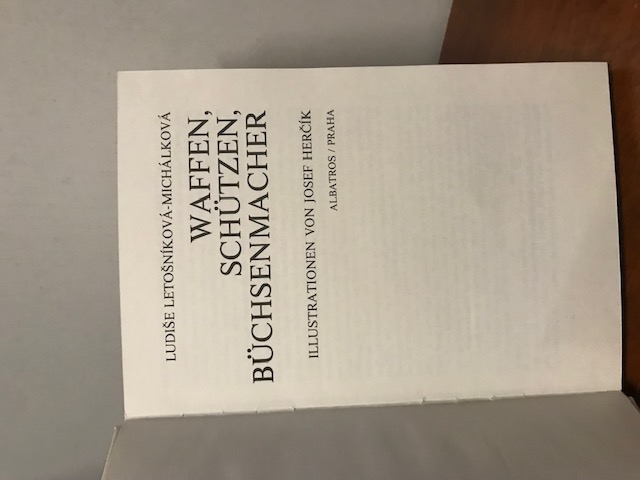 LUDIŠE LETOŠNÍKOVÁ-MICHÁLKOVÁ
WAFFEN,
SCHÜTZEN,
BÜCHSENMACHER
ILLUSTRATIONEN VON JOSEF HERČÍK
ALBATROS / PRAHA